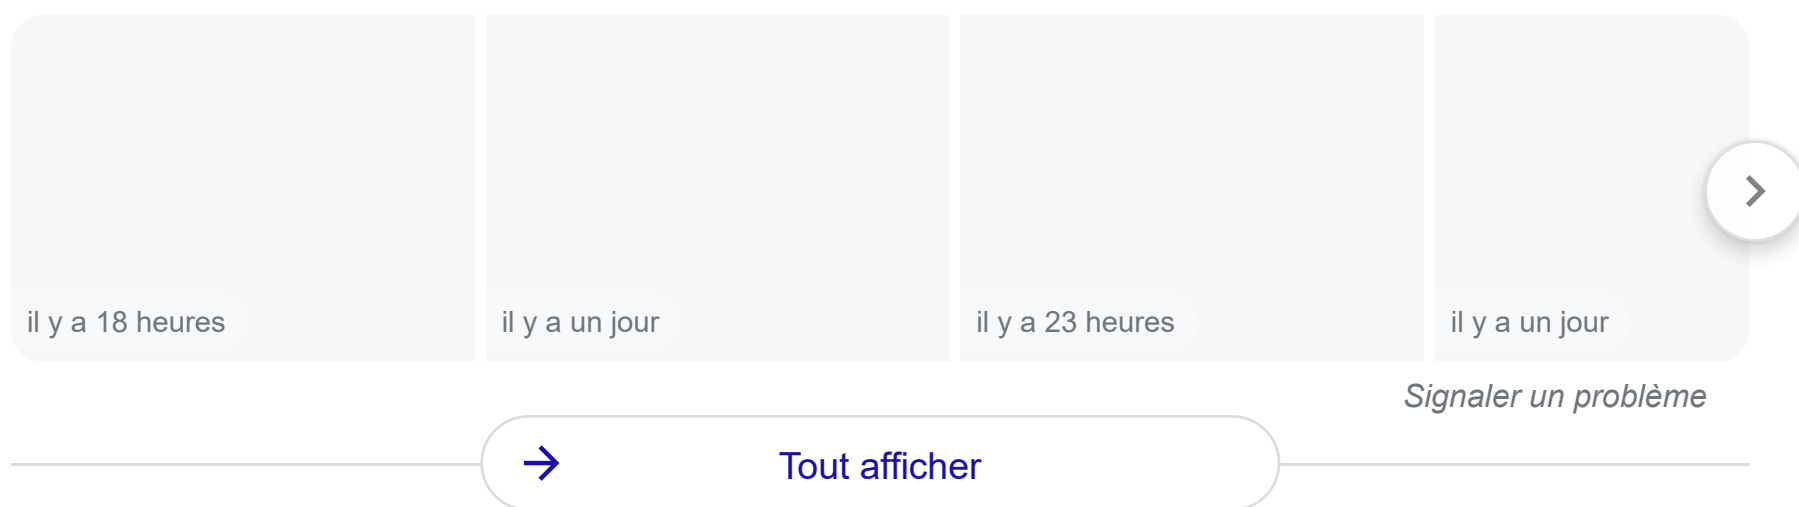 il y a 18 heures
il y a un jour
il y a 23 heures
il y a un jour
Signaler un problème
Tout afficher